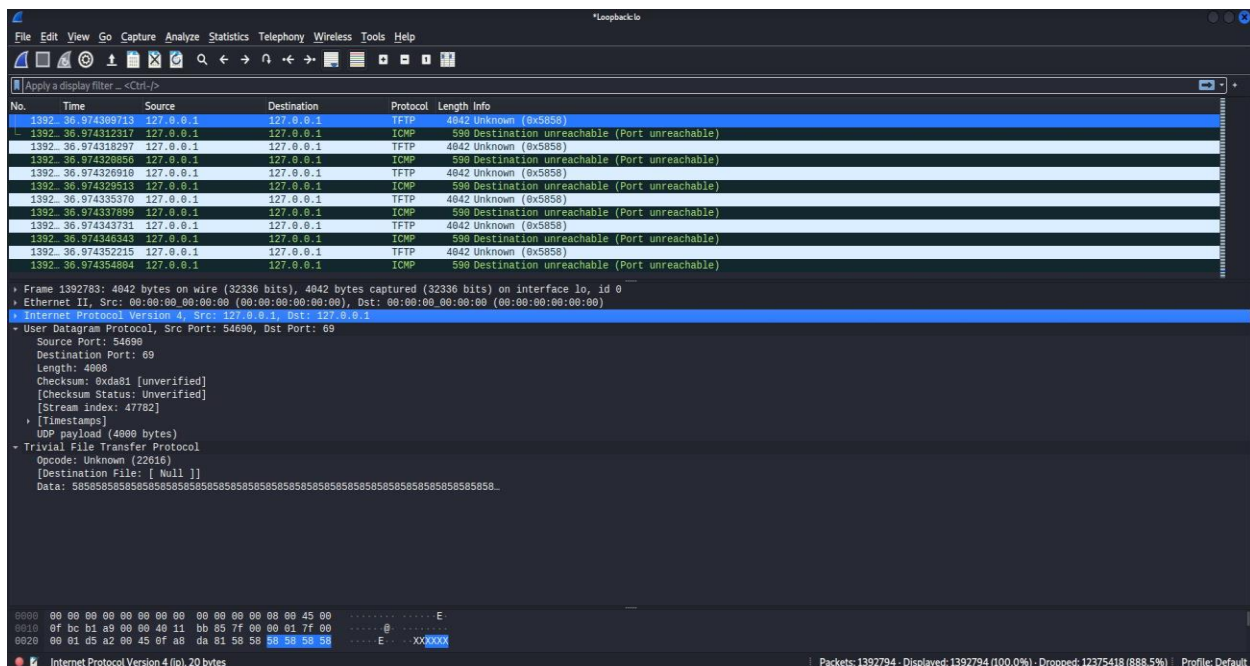 *Loopback:lo
File Edit View Go Capture Analyze Statistics Telephony Wireless Tools Help
Apply a display filter ... <Ctrl-/>
No. Time Source Destination Protocol Length Info
1392… 36.974309713 127.0.0.1 127.0.0.1 TFTP 4042 Unknown (0x5858)
1392… 36.974312317 127.0.0.1 127.0.0.1 ICMP 590 Destination unreachable (Port unreachable)
1392… 36.974318297 127.0.0.1 127.0.0.1 TFTP 4042 Unknown (0x5858)
1392… 36.974320856 127.0.0.1 127.0.0.1 ICMP 590 Destination unreachable (Port unreachable)
1392… 36.974326910 127.0.0.1 127.0.0.1 TFTP 4042 Unknown (0x5858)
1392… 36.974329513 127.0.0.1 127.0.0.1 ICMP 590 Destination unreachable (Port unreachable)
1392… 36.974335370 127.0.0.1 127.0.0.1 TFTP 4042 Unknown (0x5858)
1392… 36.974337899 127.0.0.1 127.0.0.1 ICMP 590 Destination unreachable (Port unreachable)
1392… 36.974343731 127.0.0.1 127.0.0.1 TFTP 4042 Unknown (0x5858)
1392… 36.974346343 127.0.0.1 127.0.0.1 ICMP 590 Destination unreachable (Port unreachable)
1392… 36.974352215 127.0.0.1 127.0.0.1 TFTP 4042 Unknown (0x5858)
1392… 36.974354804 127.0.0.1 127.0.0.1 ICMP 590 Destination unreachable (Port unreachable)
Frame 1392783: 4042 bytes on wire (32336 bits), 4042 bytes captured (32336 bits) on interface lo, id 0
Ethernet II, Src: 00:00:00_00:00:00 (00:00:00:00:00:00), Dst: 00:00:00_00:00:00 (00:00:00:00:00:00)
Internet Protocol Version 4, Src: 127.0.0.1, Dst: 127.0.0.1
User Datagram Protocol, Src Port: 54690, Dst Port: 69
Source Port: 54690
Destination Port: 69
Length: 4008
Checksum: 0xda81 [unverified]
[Checksum Status: Unverified]
[Stream index: 47782]
[Timestamps]
UDP payload (4000 bytes)
Trivial File Transfer Protocol
Opcode: Unknown (22616)
[Destination File: [ Null ]]
Data: 5858585858585858585858585858585858585858585858585858585858585858585858…
0000 00 00 00 00 00 00 00 00 00 00 00 00 08 00 45 00 ········ ······E·
0010 0f bc b1 a9 00 00 40 11 bb 85 7f 00 00 01 7f 00 ······@· ········
0020 00 01 d5 a2 00 45 0f a8 da 81 58 58 58 58 58 58 ·····E·· ··XXXXXX
Internet Protocol Version 4 (ip), 20 bytes Packets: 1392794 · Displayed: 1392794 (100.0%) · Dropped: 12375418 (888.5%) Profile: Default